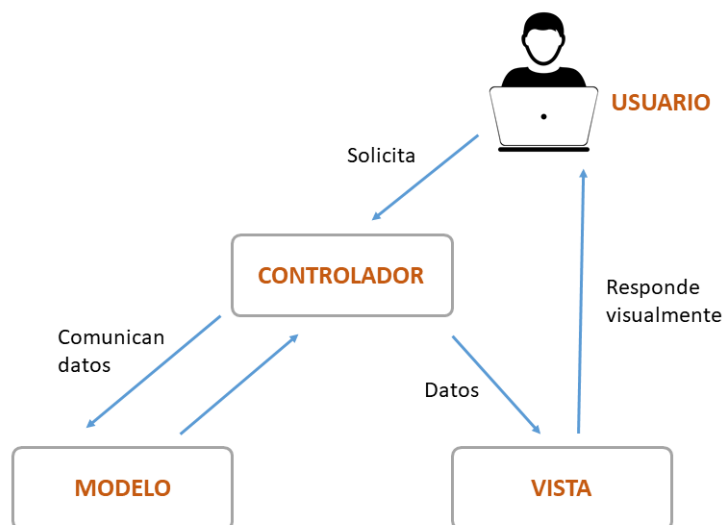 USUARIO
Solicita
CONTROLADOR
Responde
visualmente
Comunican
datos
Datos
MODELO
VISTA